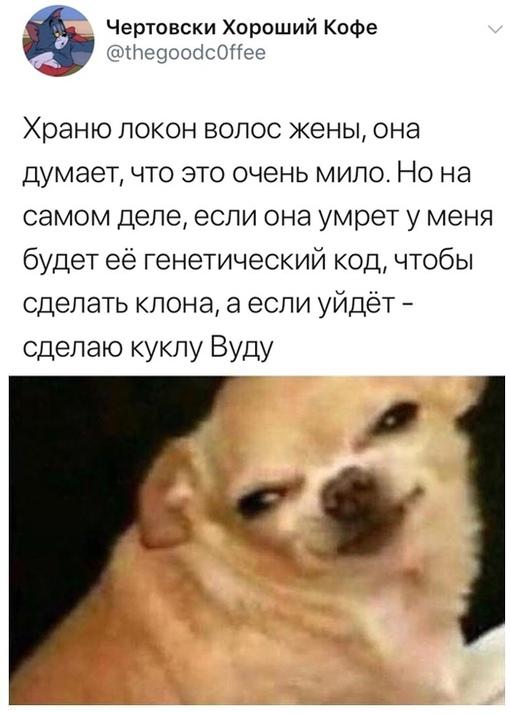 Чертовски Хороший Кофе
@thegoodc0ffee
Храню локон волос жены, она
думает, что это очень мило. Но на
самом деле, если она умрет у меня
будет её генетический код, чтобы
сделать клона, а если уйдёт -
сделаю куклу Вуду